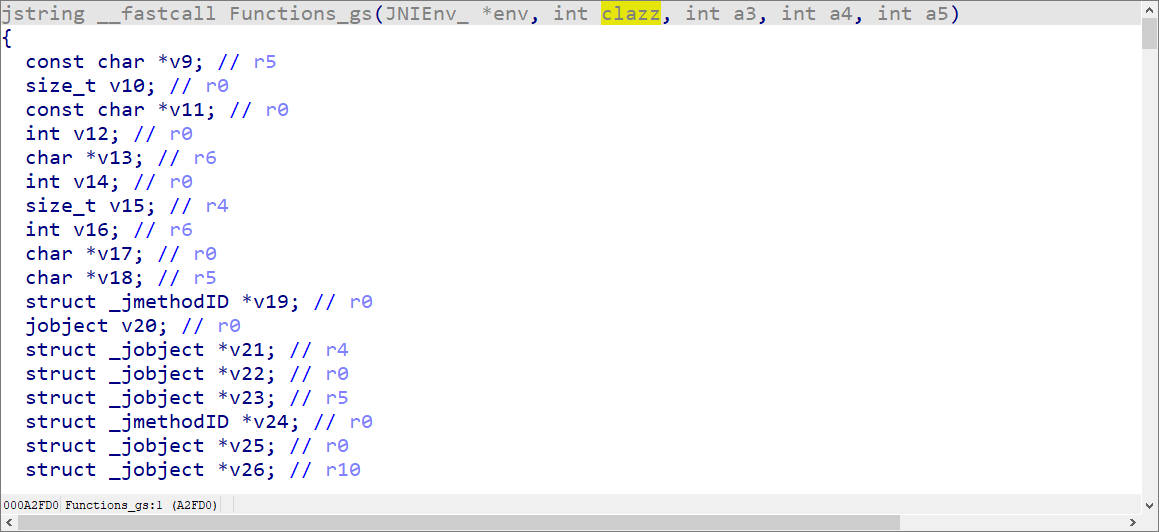 jstring __fastcall Functions_gs(JNIEnv_ *env, int clazz, int a3, int a4, int a5)
{
  const char *v9; // r5
  size_t v10; // r0
  const char *v11; // r0
  int v12; // r0
  char *v13; // r6
  int v14; // r0
  size_t v15; // r4
  int v16; // r6
  char *v17; // r0
  char *v18; // r5
  struct _jmethodID *v19; // r0
  jobject v20; // r0
  struct _jobject *v21; // r4
  struct _jobject *v22; // r0
  struct _jobject *v23; // r5
  struct _jmethodID *v24; // r0
  struct _jobject *v25; // r0
  struct _jobject *v26; // r10
000A2FD0 Functions_gs:1 (A2FD0)